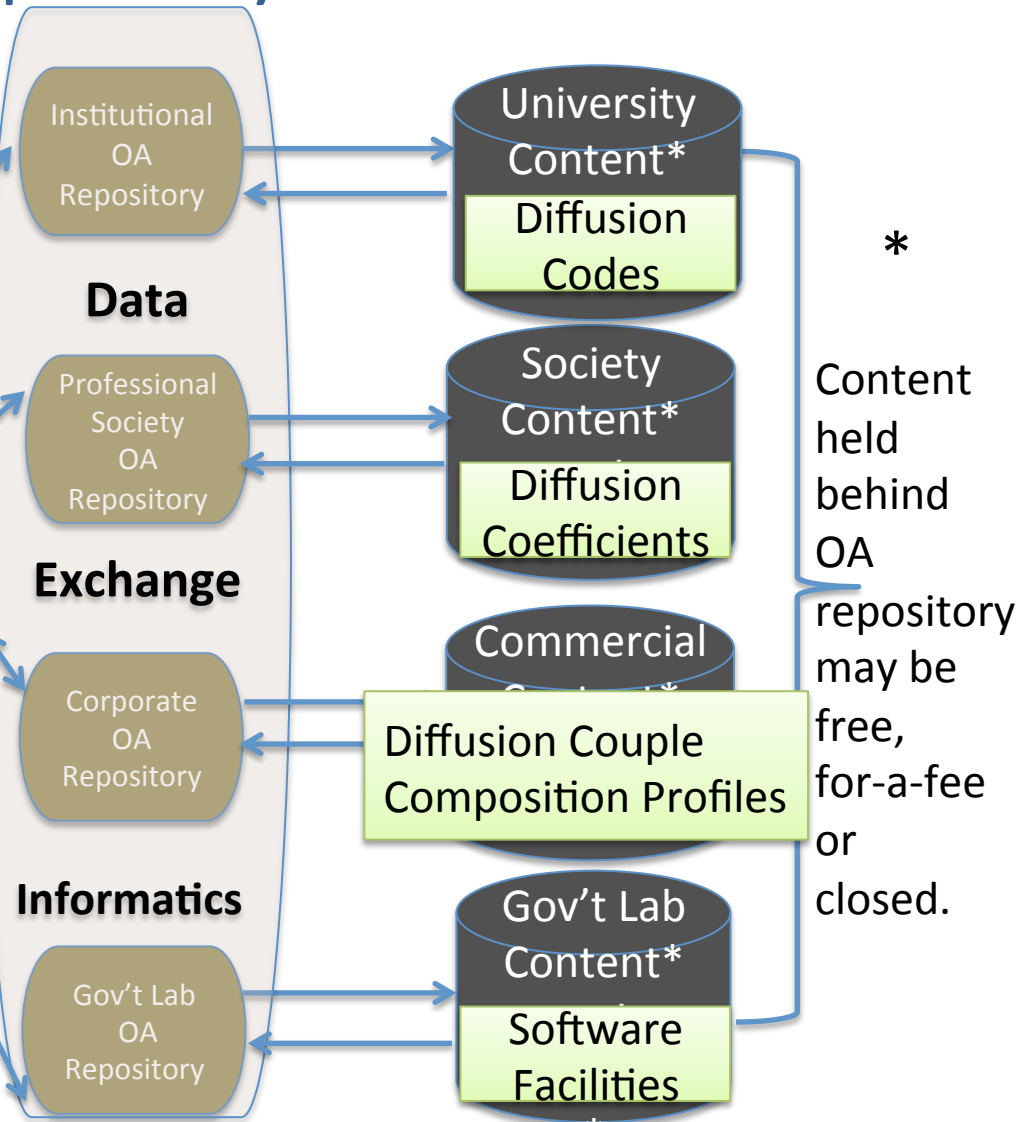 Institutional
OA
Repository
University
Content*
Diffusion
Codes
Data
Professional
Society
OA
Repository
Society
Content*
Diffusion
Coefficients
Exchange
Corporate
OA
Repository
Commercial
Diffusion Couple
Composition Profiles
Informatics
Gov't Lab
OA
Repository
Gov't Lab
Content*
Software
Facilities
*
Content
held
behind
OA
repository
may be
free,
for-a-fee
or
closed.